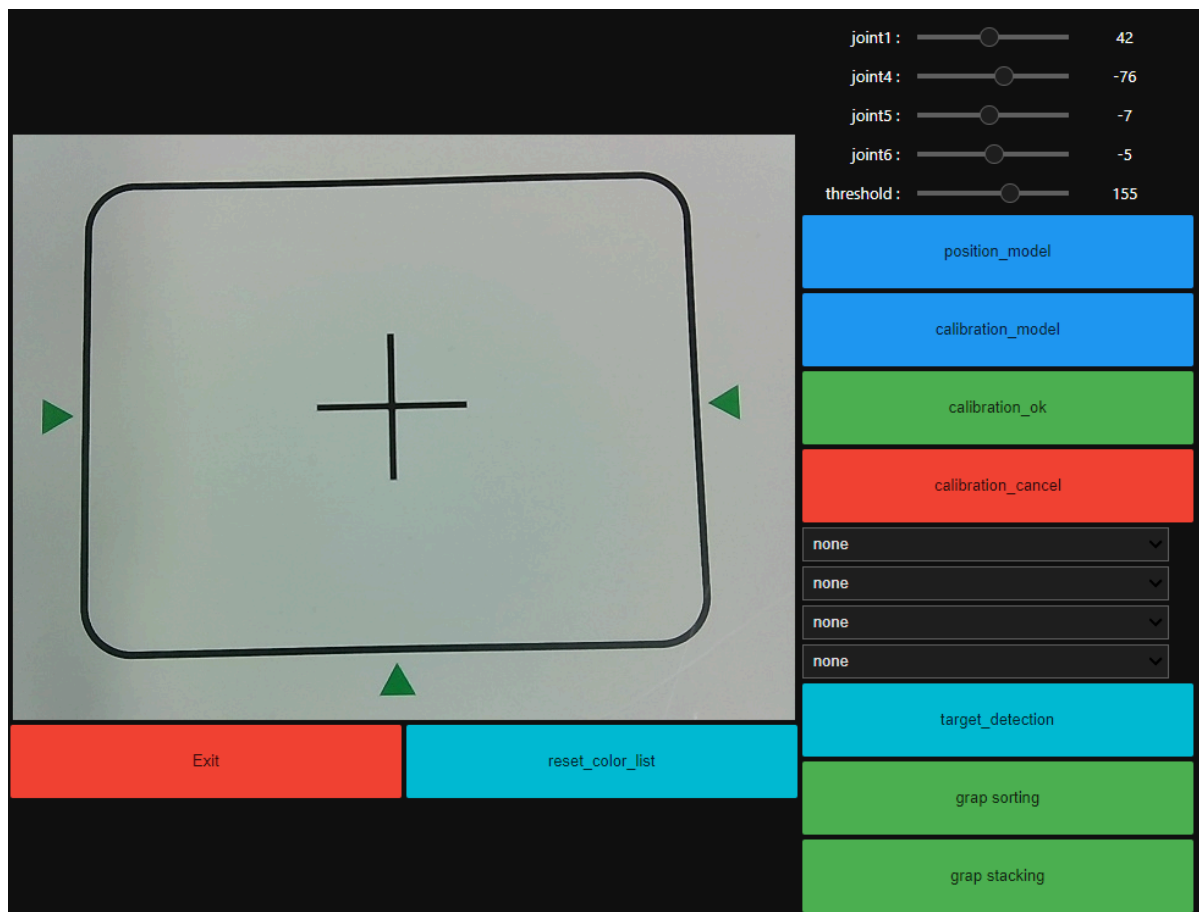 joint1 : 42
joint4 : -76
joint5 : -7
joint6 : -5
threshold : 155
position_model
calibration_model
calibration_ok
calibration_cancel
none
none
none
none
target_detection
Exit
reset_color_list
grap sorting
grap stacking